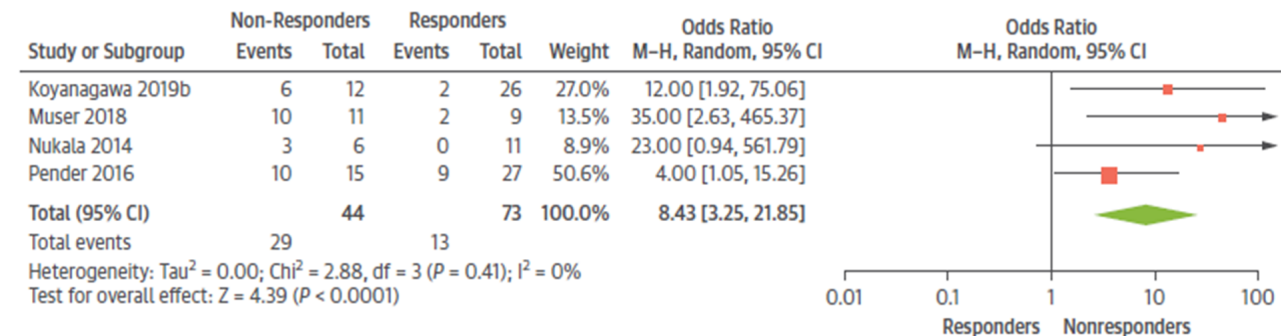 Non-Responders Responders Odds Ratio Odds Ratio
Study or Subgroup Events Total Events Total Weight M–H, Random, 95% CI M–H, Random, 95% CI
Koyanagawa 2019b 6 12 2 26 27.0% 12.00 [1.92, 75.06]
Muser 2018 10 11 2 9 13.5% 35.00 [2.63, 465.37]
Nukala 2014 3 6 0 11 8.9% 23.00 [0.94, 561.79]
Pender 2016 10 15 9 27 50.6% 4.00 [1.05, 15.26]
Total (95% CI) 44 73 100.0% 8.43 [3.25, 21.85]
Total events 29 13
Heterogeneity: Tau² = 0.00; Chi² = 2.88, df = 3 (P = 0.41); I² = 0%
Test for overall effect: Z = 4.39 (P < 0.0001)
0.01 0.1 1 10 100
Responders Nonresponders